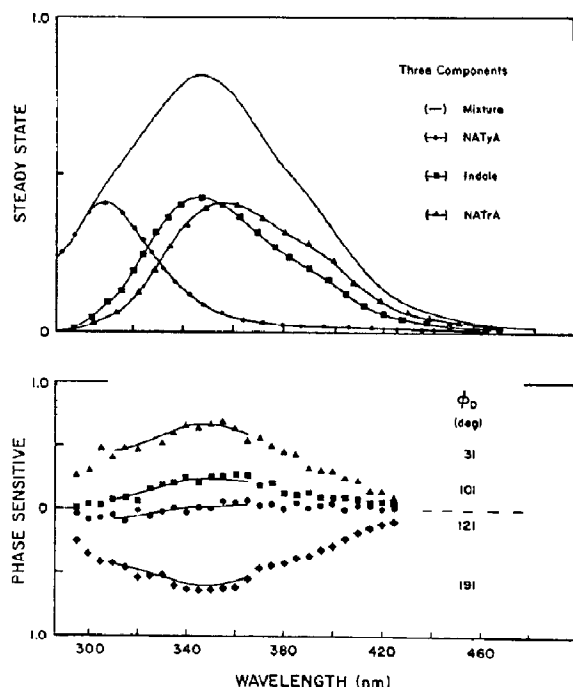 1.0
STEADY STATE
0
Three Components
(—) Mixture
NATyA
Indole
NATrA
1.0
PHASE SENSITIVE
0
1.0
ϕD
(deg)
31
101
121
191
300 340 380 420 460
WAVELENGTH (nm)